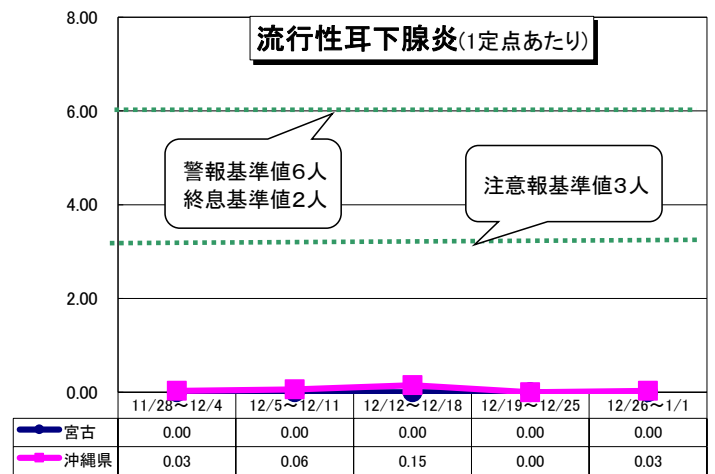 流行性耳下腺炎(1定点あたり)
8.00
6.00
警報基準値6人
終息基準値2人
注意報基準値3人
4.00
2.00
0.00
11/28～12/4 12/5～12/11 12/12～12/18 12/19～12/25 12/26～1/1
宮古 0.00 0.00 0.00 0.00 0.00
沖縄県 0.03 0.06 0.15 0.00 0.03